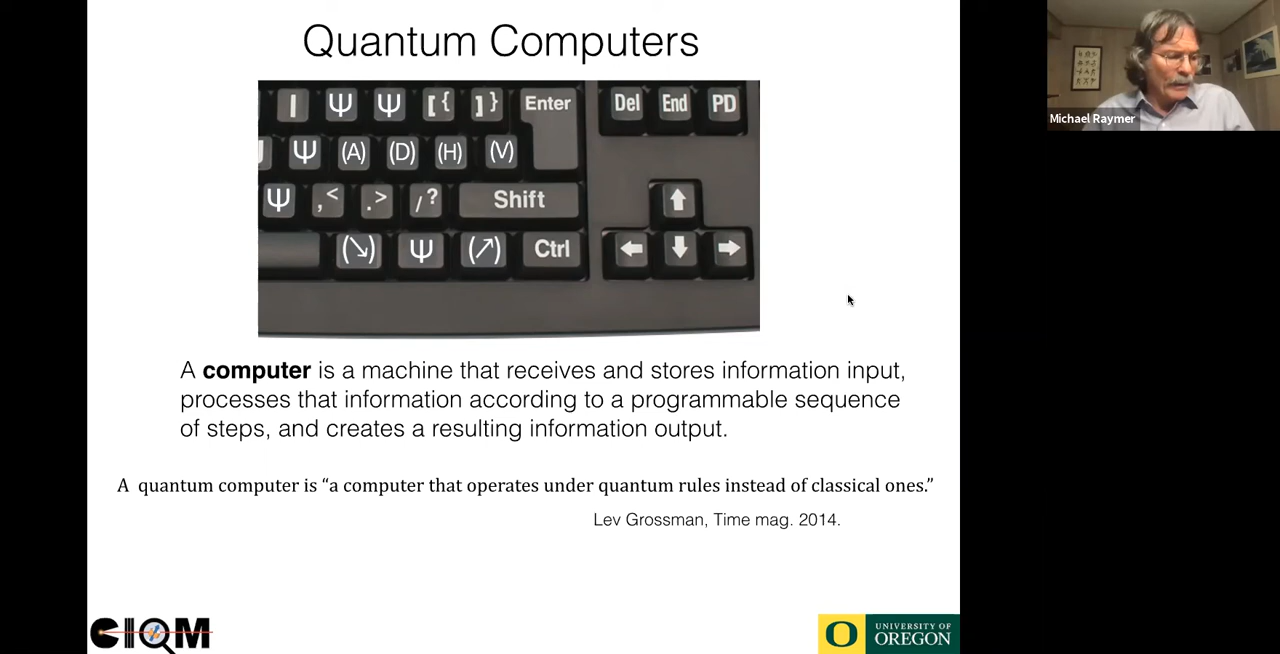 Quantum Computers
| Ψ Ψ [ { ] } Enter Del End PD
Ψ (A) (D) (H) (V)
Ψ , < . > / ? Shift ⬆
(↘) Ψ (↗) Ctrl ⬅ ⬇ ➡
A computer is a machine that receives and stores information input,
processes that information according to a programmable sequence
of steps, and creates a resulting information output.
A quantum computer is “a computer that operates under quantum rules instead of classical ones.”
Lev Grossman, Time mag. 2014.
CIQM
O UNIVERSITY OF
OREGON
Michael Raymer